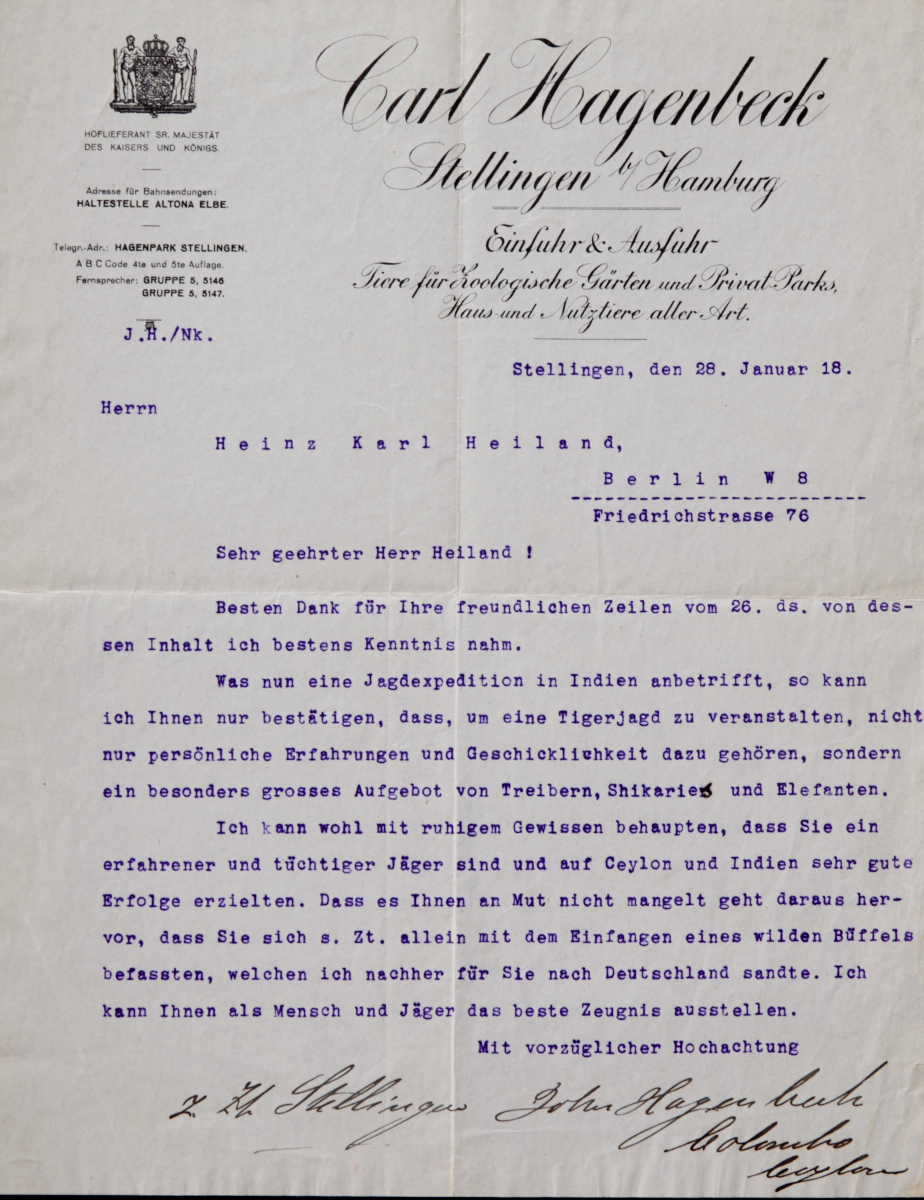 HOFLIEFERANT SR. MAJESTÄT
DES KAISERS UND KÖNIGS.
Adresse für Bahnsendungen:
HALTESTELLE ALTONA ELBE.
Telegr.-Adr.: HAGENPARK STELLINGEN.
A B C Code 4te und 5te Auflage.
Fernsprecher: GRUPPE 5, 5146
GRUPPE 5, 5147.
Carl Hagenbeck
Stellingen b/Hamburg
Einfuhr & Ausfuhr
Tiere für Zoologische Gärten und Privat-Parks,
Haus- und Nutztiere aller Art.
J.H./Nk.
Stellingen, den 28. Januar 18.
Herrn
Heinz Karl Heiland,
Berlin W 8
Friedrichstrasse 76
Sehr geehrter Herr Heiland !
Besten Dank für Ihre freundlichen Zeilen vom 26. ds. von des-
sen Inhalt ich bestens Kenntnis nahm.
Was nun eine Jagdexpedition in Indien anbetrifft, so kann
ich Ihnen nur bestätigen, dass, um eine Tigerjagd zu veranstalten, nicht
nur persönliche Erfahrungen und Geschicklichkeit dazu gehören, sondern
ein besonders grosses Aufgebot von Treibern, Shikaries und Elefanten.
Ich kann wohl mit ruhigem Gewissen behaupten, dass Sie ein
erfahrener und tüchtiger Jäger sind und auf Ceylon und Indien sehr gute
Erfolge erzielten. Dass es Ihnen an Mut nicht mangelt geht daraus her-
vor, dass Sie sich s. Zt. allein mit dem Einfangen eines wilden Büffels
befassten, welchen ich nachher für Sie nach Deutschland sandte. Ich
kann Ihnen als Mensch und Jäger das beste Zeugnis ausstellen.
Mit vorzüglicher Hochachtung
z. Zt. Stellingen John Hagenbeck
Colombo
Ceylon